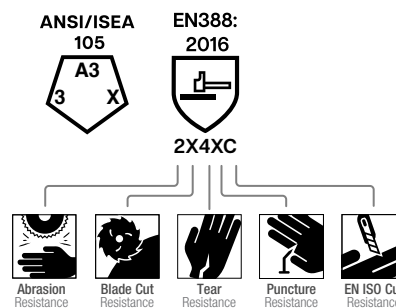 ANSI/ISEA
105
A3
3 X
EN388:
2016
2X4XC
Abrasion
Resistance
Blade Cut
Resistance
Tear
Resistance
Puncture
Resistance
EN ISO Cu
Resistance